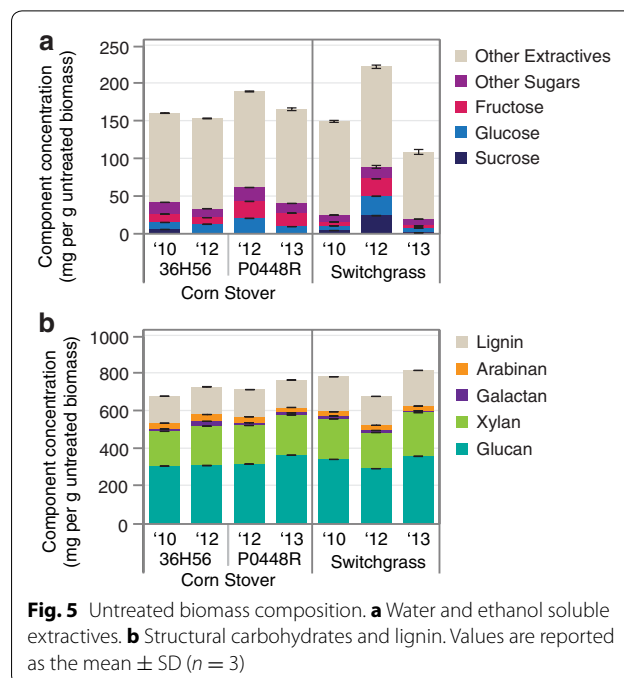 a
Component concentration
(mg per g untreated biomass)
250
200
150
100
50
0
Other Extractives
Other Sugars
Fructose
Glucose
Sucrose
‘10 ‘12 ‘12 ‘13 ‘10 ‘12 ‘13
36H56 P0448R Switchgrass
Corn Stover
b
Component concentration
(mg per g untreated biomass)
1000
800
600
400
200
0
Lignin
Arabinan
Galactan
Xylan
Glucan
‘10 ‘12 ‘12 ‘13 ‘10 ‘12 ‘13
36H56 P0448R Switchgrass
Corn Stover
Fig. 5 Untreated biomass composition. a Water and ethanol soluble
extractives. b Structural carbohydrates and lignin. Values are reported
as the mean ± SD (n = 3)